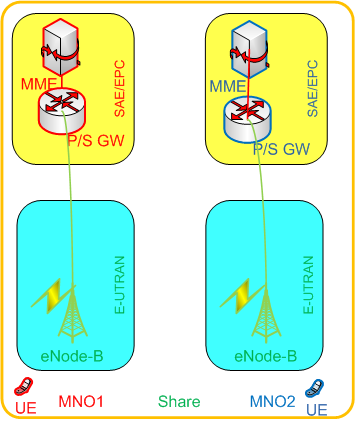 MME
SAE/EPC
P/S GW
MME
SAE/EPC
P/S GW
E-UTRAN
eNode-B
E-UTRAN
eNode-B
UE
MNO1
Share
MNO2
UE